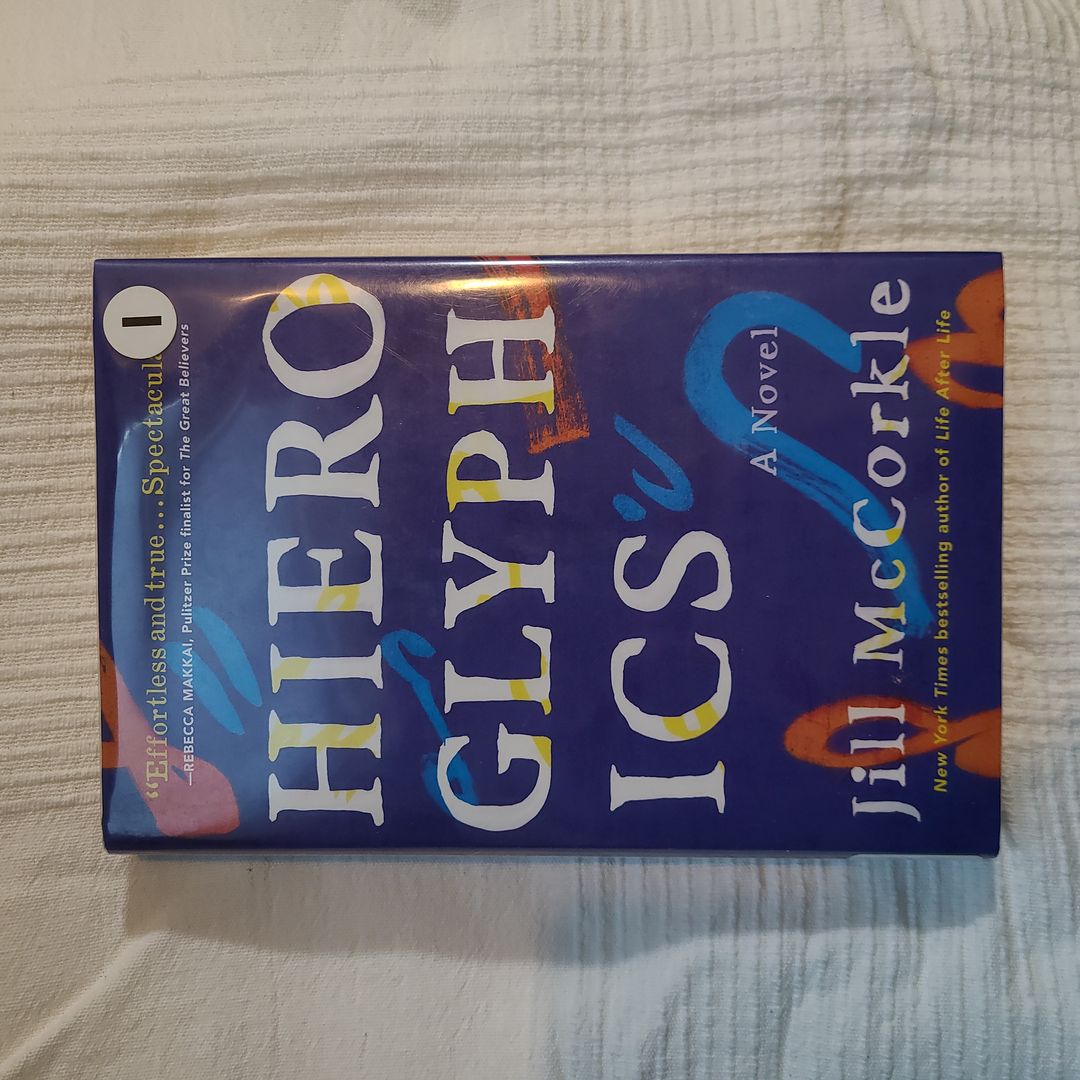 “Effortless and true . . . Spectacul
—REBECCA MAKKAI, Pulitzer Prize finalist for The Great Believers
HIERO
GLYPH
ICS
A Novel
Jill McCorkle
New York Times bestselling author of Life After Life